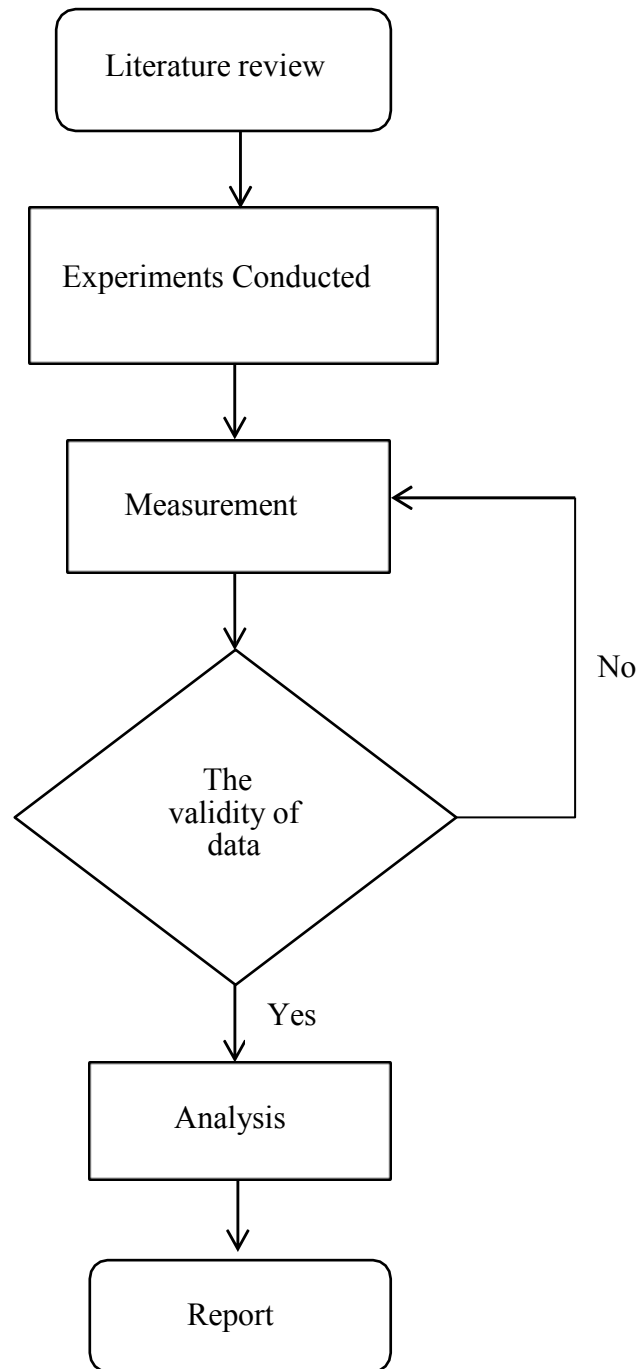 Literature review
Experiments Conducted
Measurement
No
The
validity of
data
Yes
Analysis
Report